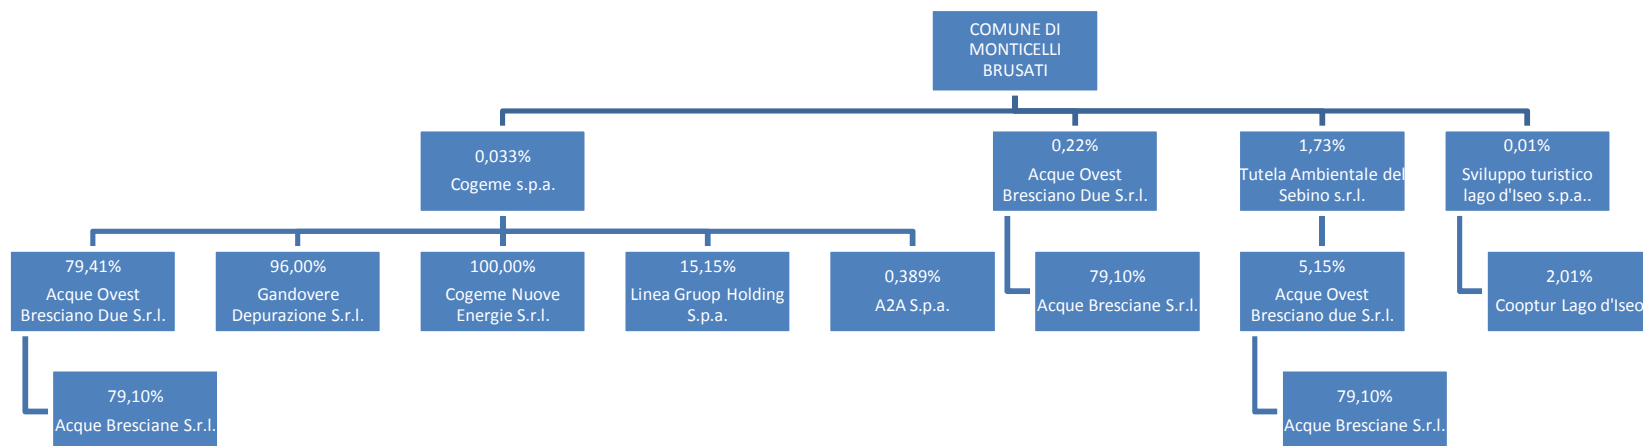 COMUNE DI
MONTICELLI
BRUSATI
0,033%
Cogeme s.p.a.
0,22%
Acque Ovest
Bresciano Due S.r.l.
1,73%
Tutela Ambientale del
Sebino s.r.l.
0,01%
Sviluppo turistico
lago d'Iseo s.p.a..
79,41%
Acque Ovest
Bresciano Due S.r.l.
96,00%
Gandovere
Depurazione S.r.l.
100,00%
Cogeme Nuove
Energie S.r.l.
15,15%
Linea Gruop Holding
S.p.a.
0,389%
A2A S.p.a.
79,10%
Acque Bresciane S.r.l.
5,15%
Acque Ovest
Bresciano due S.r.l.
2,01%
Cooptur Lago d'Iseo
79,10%
Acque Bresciane S.r.l.
79,10%
Acque Bresciane S.r.l.